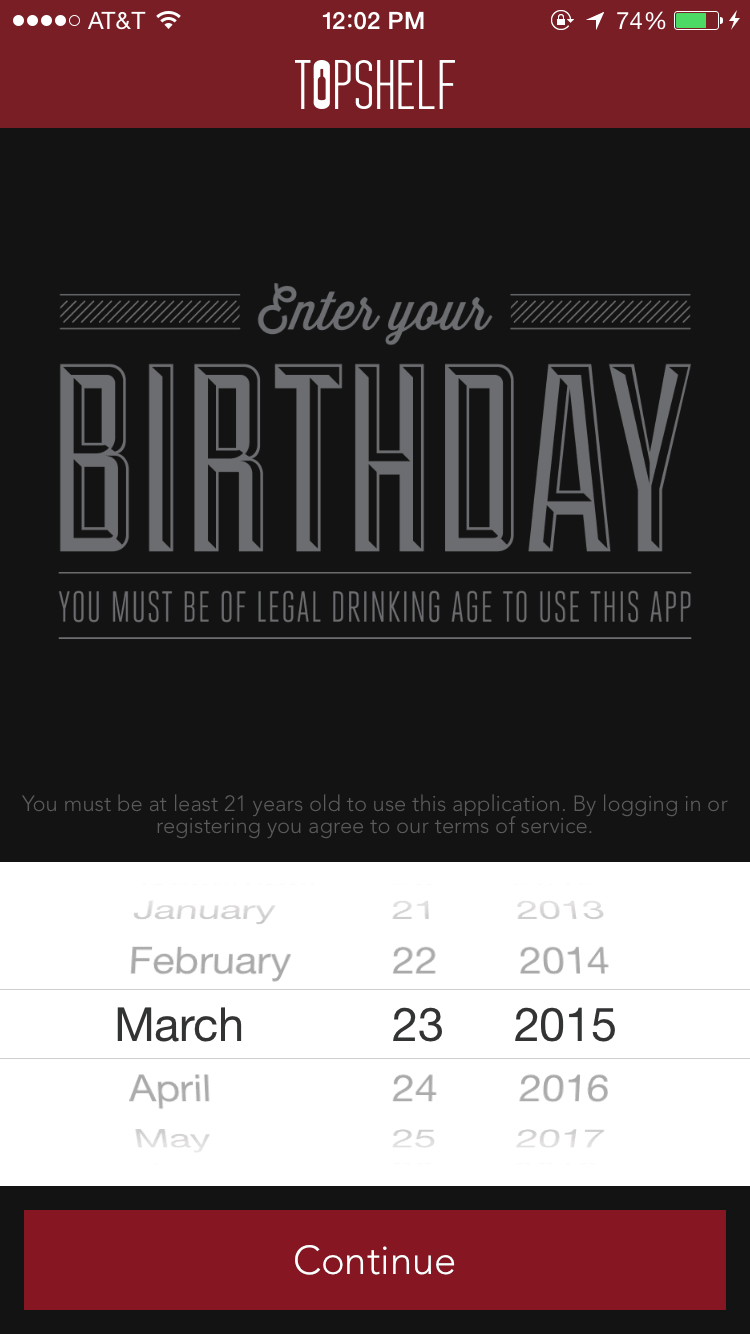 AT&T 12:02 PM 74%
TOPSHELF
Enter your
BIRTHDAY
YOU MUST BE OF LEGAL DRINKING AGE TO USE THIS APP
You must be at least 21 years old to use this application. By logging in or
registering you agree to our terms of service.
January 21 2013
February 22 2014
March 23 2015
April 24 2016
May 25 2017
Continue